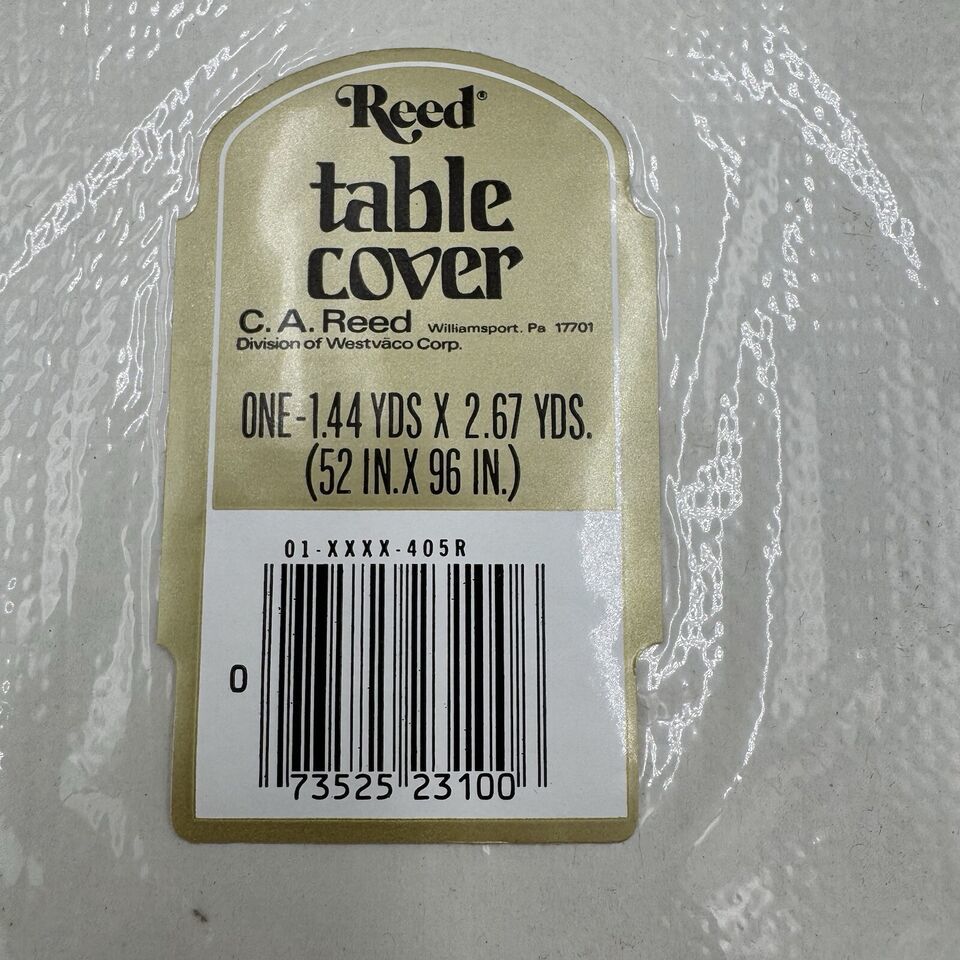 Reed®
table
cover
C. A. Reed Williamsport. Pa 17701
Division of Westvāco Corp.
ONE-1.44 YDS X 2.67 YDS.
(52 IN.X 96 IN.)
01-XXXX-405R
0 73525 23100